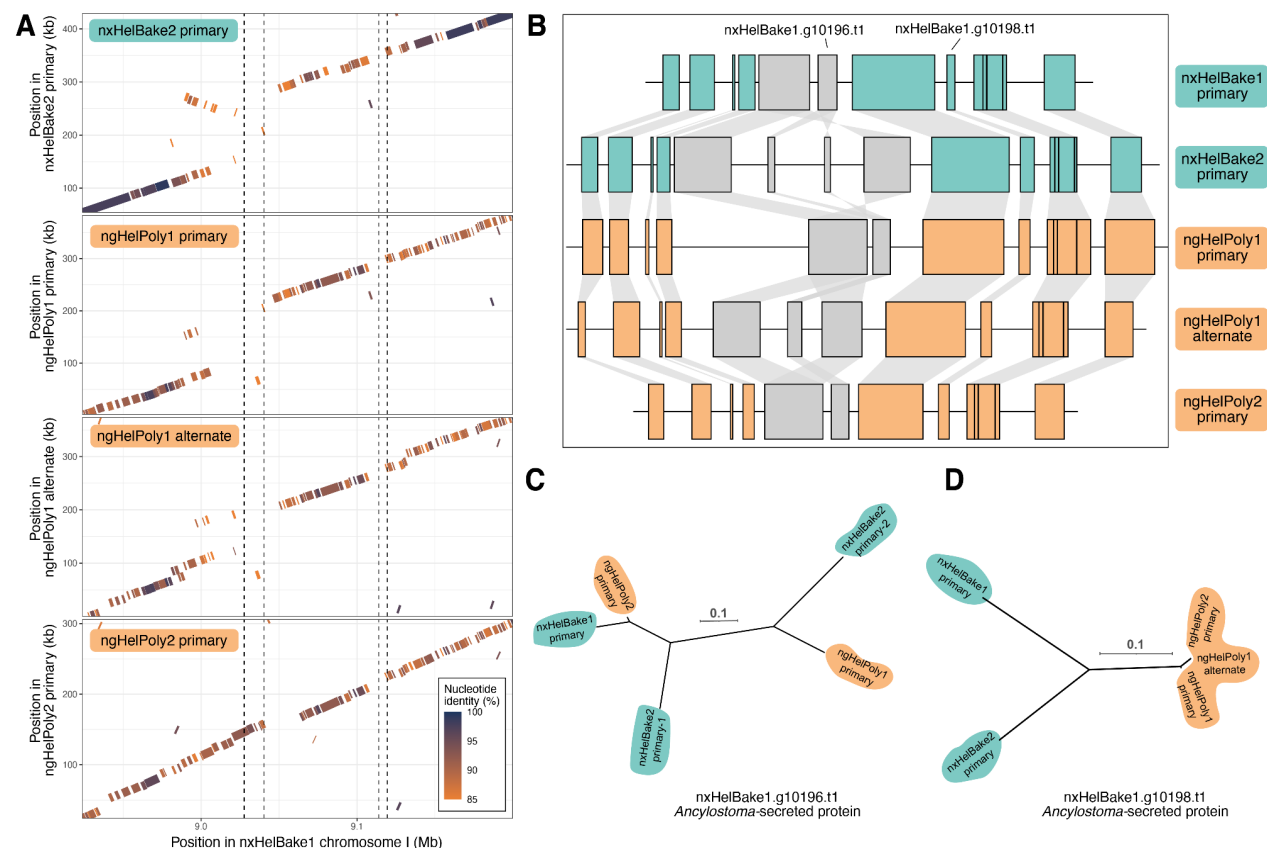 A
nxHelBake2 primary
Position in
nxHelBake2 primary (kb)
400
300
200
100
ngHelPoly1 primary
Position in
ngHelPoly1 primary (kb)
300
200
100
ngHelPoly1 alternate
Position in
ngHelPoly1 alternate (kb)
300
200
100
ngHelPoly2 primary
Position in
ngHelPoly2 primary (kb)
300
200
100
Nucleotide
identity (%)
100
95
90
85
9.0
9.1
Position in nxHelBake1 chromosome I (Mb)
B
nxHelBake1.g10196.t1
nxHelBake1.g10198.t1
nxHelBake1
primary
nxHelBake2
primary
ngHelPoly1
primary
ngHelPoly1
alternate
ngHelPoly2
primary
C
nxHelBake2
primary-2
ngHelPoly2
primary
nxHelBake1
primary
0.1
ngHelPoly1
primary
nxHelBake2
primary-1
nxHelBake1.g10196.t1
Ancylostoma-secreted protein
D
nxHelBake1
primary
0.1
ngHelPoly2
primary
ngHelPoly1
alternate
ngHelPoly1
primary
nxHelBake2
primary
nxHelBake1.g10198.t1
Ancylostoma-secreted protein